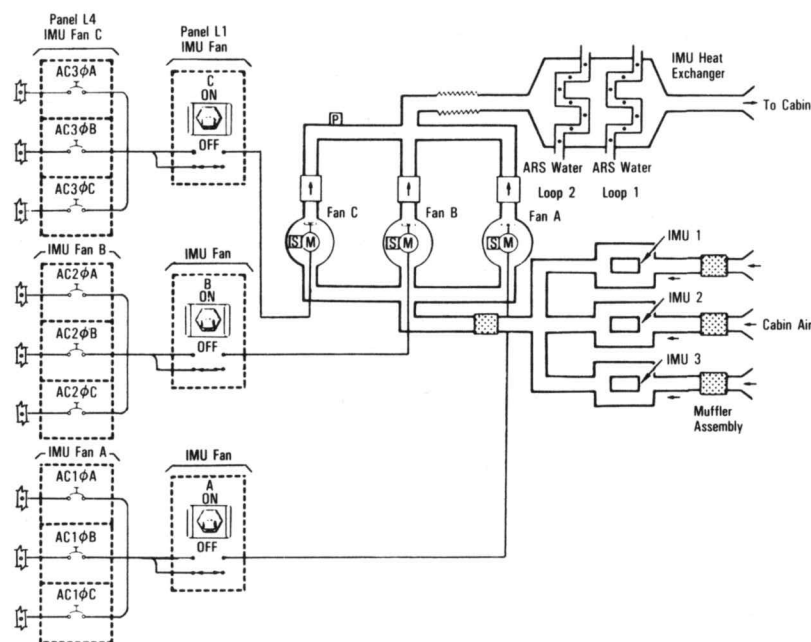 Panel L4
IMU Fan C
AC3ϕA
AC3ϕB
AC3ϕC
Panel L1
IMU Fan
C
ON
OFF
IMU Fan B
AC2ϕA
AC2ϕB
AC2ϕC
IMU Fan
B
ON
OFF
IMU Fan A
AC1ϕA
AC1ϕB
AC1ϕC
IMU Fan
A
ON
OFF
P
Fan C
Fan B
Fan A
S M
S M
S M
IMU Heat
Exchanger
To Cabin
ARS Water
Loop 2
ARS Water
Loop 1
IMU 1
IMU 2
IMU 3
Cabin Air
Muffler
Assembly